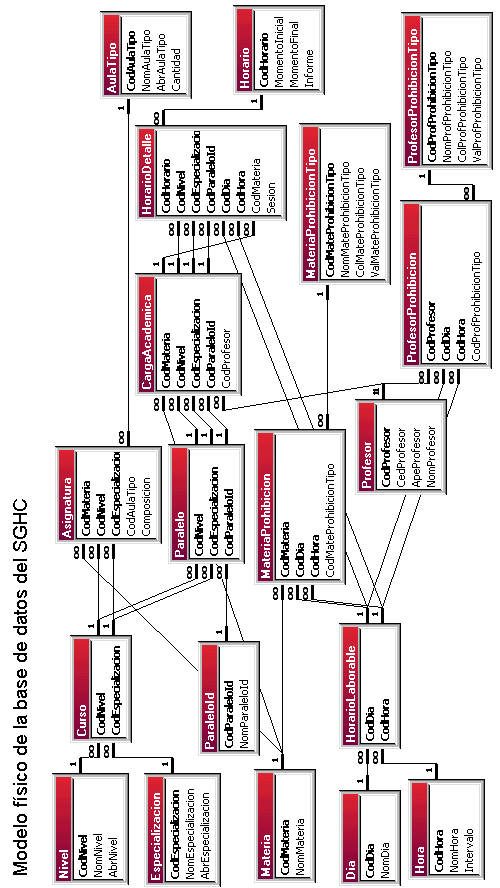 Modelo físico de la base de datos del SGHC
Nivel
CodNivel
NomNivel
AbrNivel
Especializacion
CodEspecializacion
NomEspecializacion
AbrEspecializacion
Materia
CodMateria
NomMateria
Dia
CodDia
NomDia
Hora
CodHora
NomHora
Intervalo
Curso
CodNivel
CodEspecializacion
ParaleloId
CodParaleloId
NomParaleloId
HorarioLaborable
CodDia
CodHora
Asignatura
CodMateria
CodNivel
CodEspecializacio
CodAulaTipo
Composicion
Paralelo
CodNivel
CodEspecializacion
CodParaleloId
MateriaProhibicion
CodMateria
CodDia
CodHora
CodMateProhibicionTipo
Profesor
CodProfesor
CedProfesor
ApeProfesor
NomProfesor
CargaAcademica
CodMateria
CodNivel
CodEspecializacion
CodParaleloId
CodProfesor
ProfesorProhibicion
CodProfesor
CodDia
CodHora
CodProfProhibicionTipo
HorarioDetalle
CodHorario
CodNivel
CodEspecializacio
CodParaleloId
CodDia
CodHora
CodMateria
Sesion
MateriaProhibicionTipo
CodMateProhibicionTipo
NomMateProhibicionTipo
ColMateProhibicionTipo
ValMateProhibicionTipo
AulaTipo
CodAulaTipo
NomAulaTipo
AbrAulaTipo
Cantidad
Horario
CodHorario
MomentoInicial
MomentoFinal
Informe
ProfesorProhibicionTipo
CodProfProhibicionTipo
NomProfProhibicionTipo
ColProfProhibicionTipo
ValProfProhibicionTipo